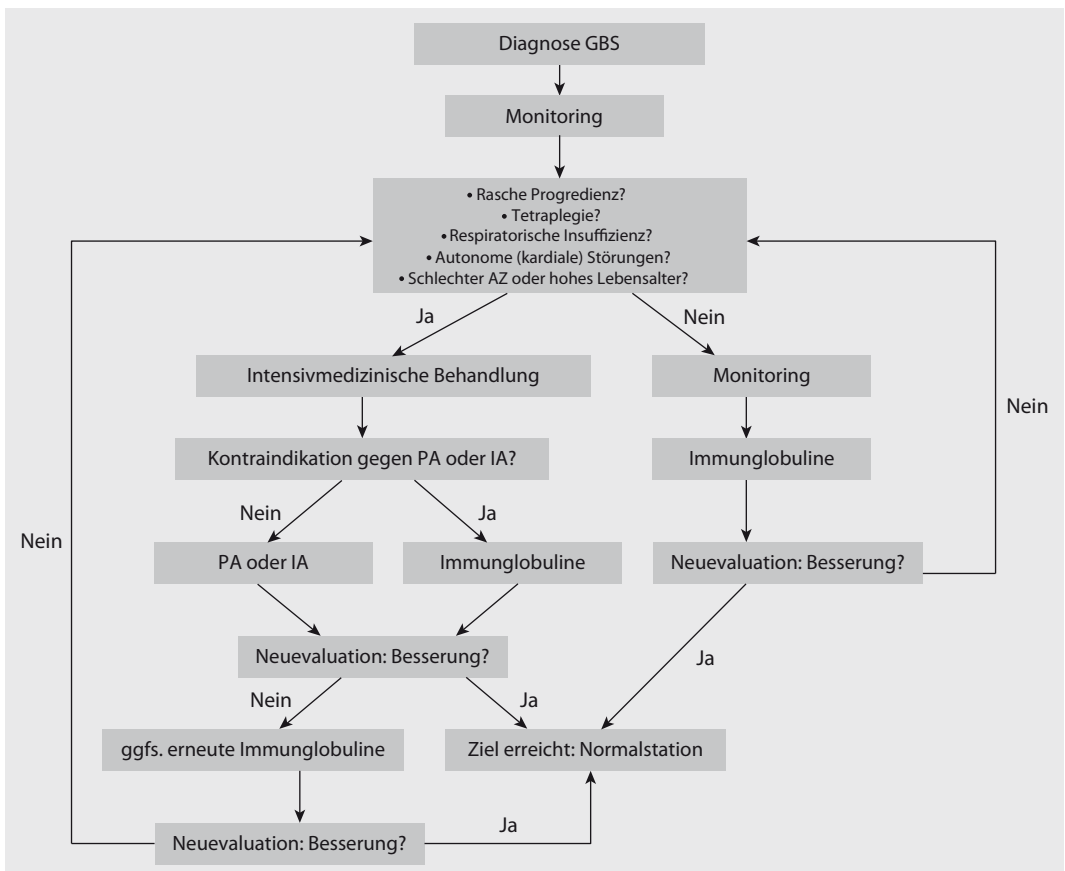 Diagnose GBS
Monitoring
• Rasche Progredienz?
• Tetraplegie?
• Respiratorische Insuffizienz?
• Autonome (kardiale) Störungen?
• Schlechter AZ oder hohes Lebensalter?
Ja
Nein
Intensivmedizinische Behandlung
Monitoring
Nein
Kontraindikation gegen PA oder IA?
Immunglobuline
Nein
Ja
Nein
PA oder IA
Immunglobuline
Neuevaluation: Besserung?
Neuevaluation: Besserung?
Ja
Nein
Ja
ggfs. erneute Immunglobuline
Ziel erreicht: Normalstation
Ja
Neuevaluation: Besserung?